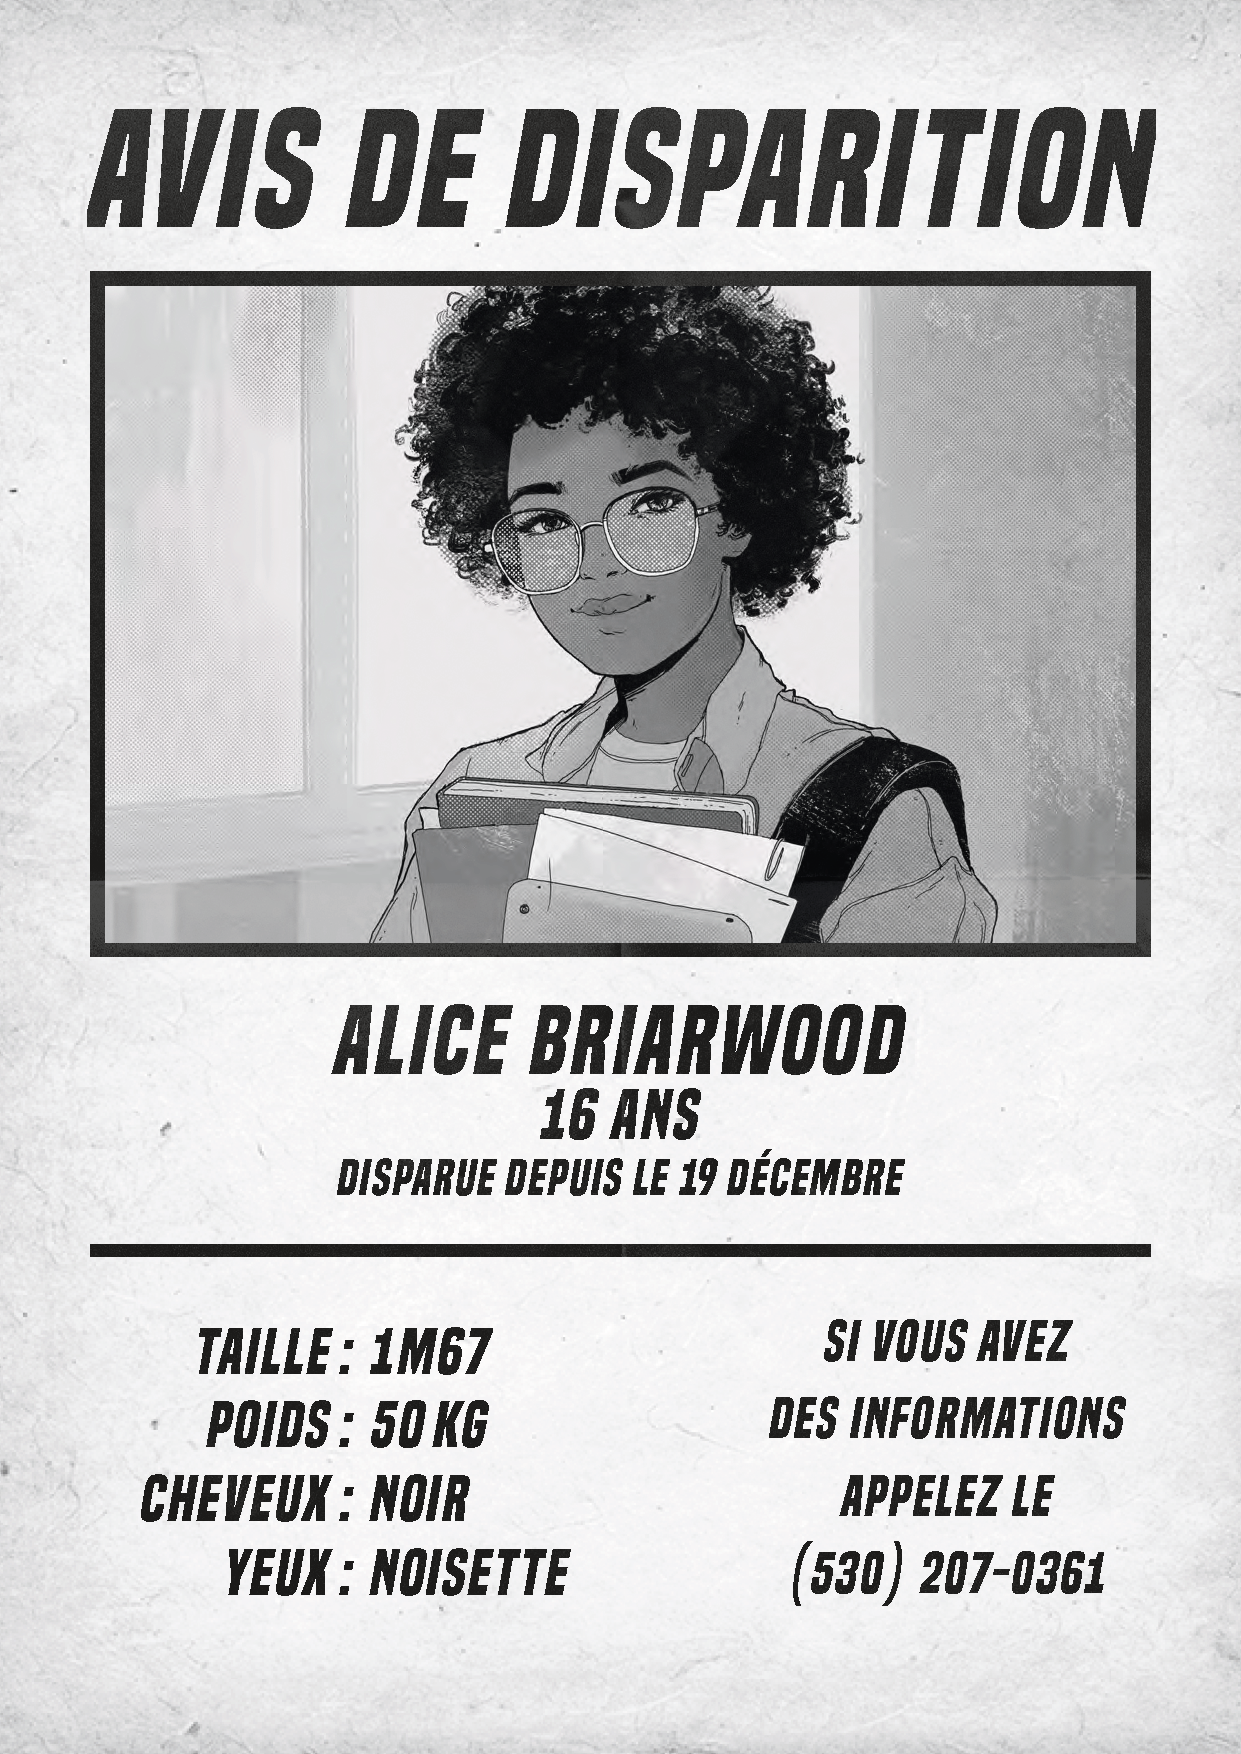 AVIS DE DISPARITION
ALICE BRIARWOOD
16 ANS
DISPARUE DEPUIS LE 19 DÉCEMBRE
TAILLE : 1M67
POIDS : 50 KG
CHEVEUX : NOIR
YEUX : NOISETTE
SI VOUS AVEZ
DES INFORMATIONS
APPELEZ LE
(530) 207-0361